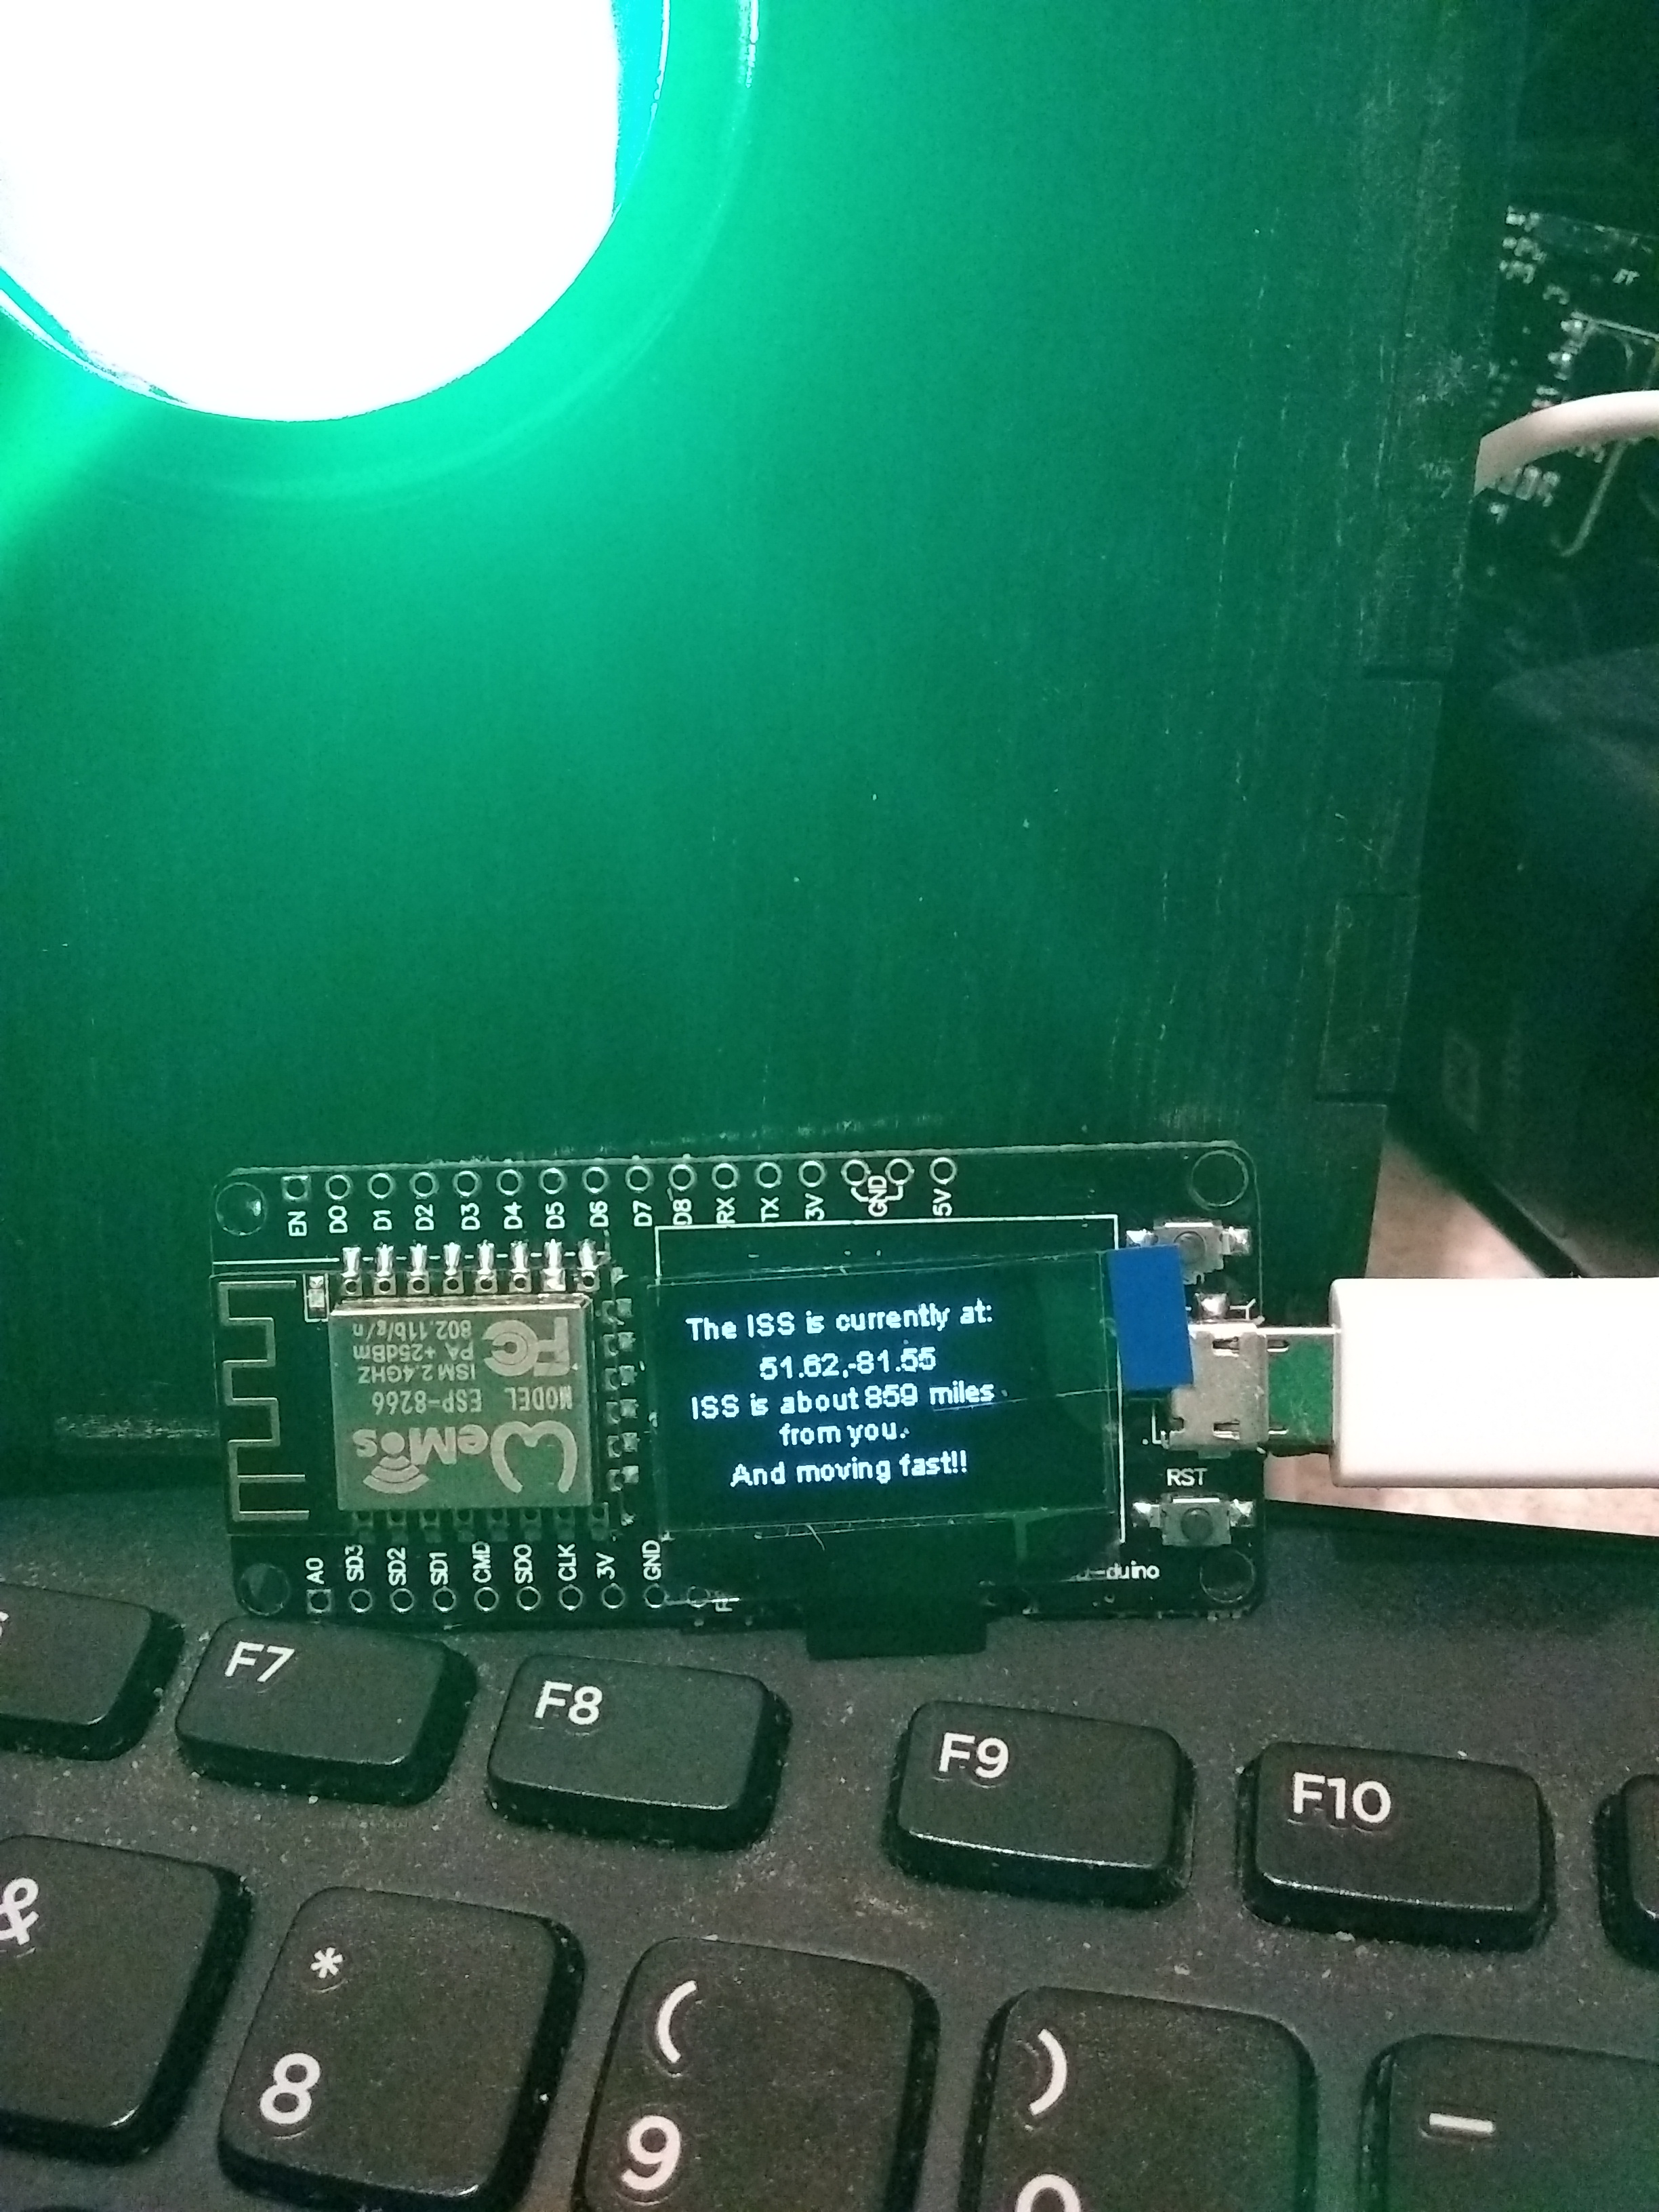 EN D0 D1 D2 D3 D4 D5 D6 D7 D8 RX TX 3V GND 5V
The ISS is currently at:
51.62,-81.55
ISS is about 859 miles
from you.
And moving fast!!
WeMos
MODEL ESP-8266
ISM 2.4GHZ
PA +25dBm
802.11b/g/n
FC
RST
A0 SD3 SD2 SD1 CMD SD0 CLK 3V GND
duino
F7 F8 F9 F10
& * ( ) –
8 9